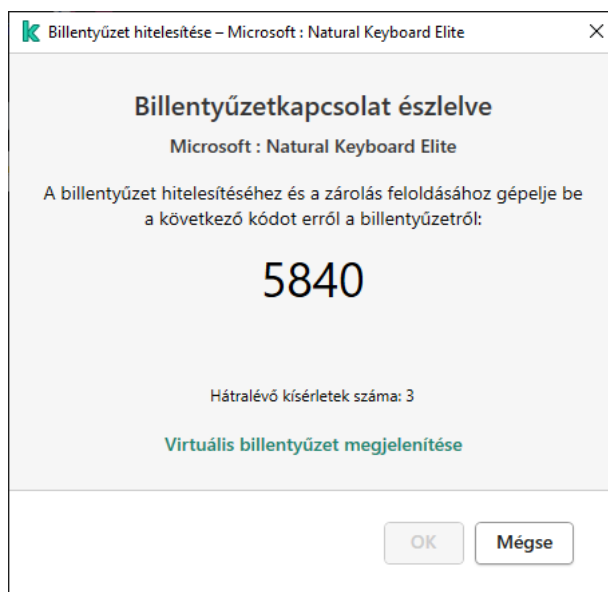 Billentyűzet hitelesítése – Microsoft : Natural Keyboard Elite
Billentyűzetkapcsolat észlelve
Microsoft : Natural Keyboard Elite
A billentyűzet hitelesítéséhez és a zárolás feloldásához gépelje be
a következő kódot erről a billentyűzetről:
5840
Hátralévő kísérletek száma: 3
Virtuális billentyűzet megjelenítése
OK
Mégse